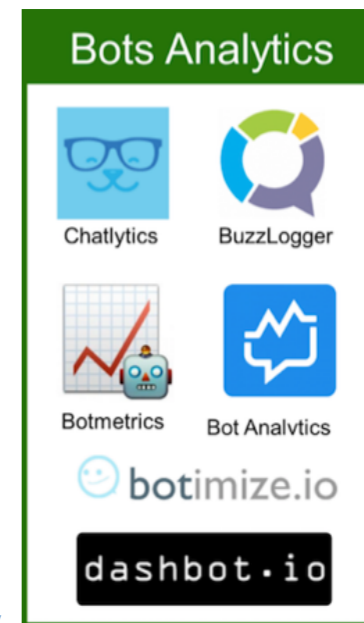 Bots Analytics
Chatlytics BuzzLogger
Botmetrics Bot Analytics
botimize.io
dashbot.io